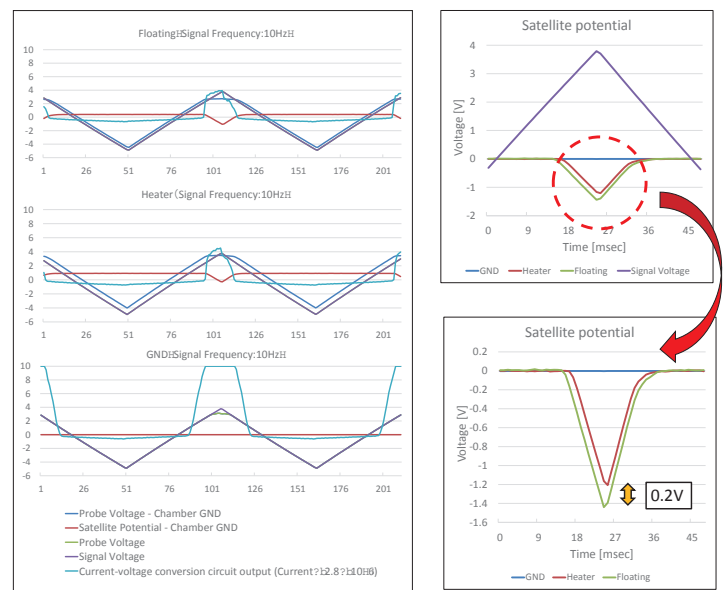 FloatingℍSignal Frequency:10Hzℍ
10
8
6
4
2
0
-2
-4
-6
1 26 51 76 101 126 151 176 201
Heater(Signal Frequency:10Hzℍ
10
8
6
4
2
0
-2
-4
-6
1 26 51 76 101 126 151 176 201
GNDℍSignal Frequency:10Hzℍ
10
8
6
4
2
0
-2
-4
-6
1 26 51 76 101 126 151 176 201
Probe Voltage - Chamber GND
Satellite Potential - Chamber GND
Probe Voltage
Signal Voltage
Current-voltage conversion circuit output (Current
Satellite potential
Voltage [V]
4
3
2
1
0
-1
-2
0 9 18 27 36 45
Time [msec]
GND Heater Floating Signal Voltage
Satellite potential
Voltage [V]
0.2
0
-0.2
-0.4
-0.6
-0.8
-1
-1.2
-1.4
-1.6
0.2V
0 9 18 27 36 45
Time [msec]
GND Heater Floating